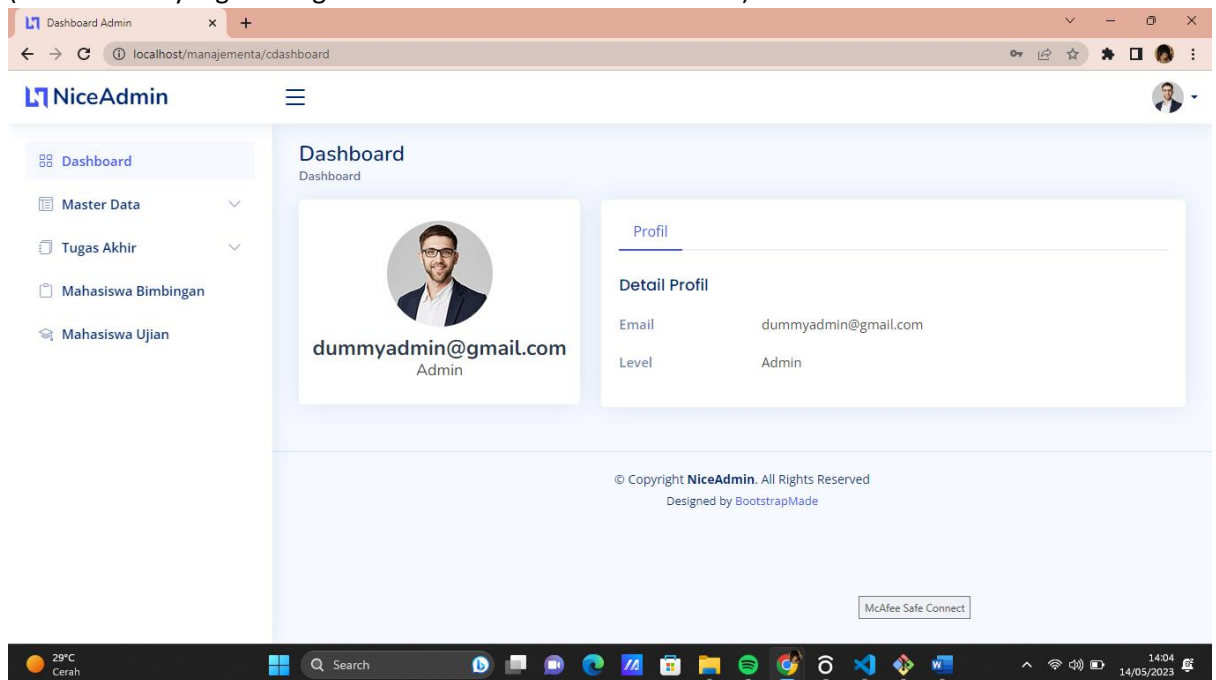 Dashboard Admin
localhost/manajementa/cdashboard
NiceAdmin
Dashboard
Master Data
Tugas Akhir
Mahasiswa Bimbingan
Mahasiswa Ujian
Dashboard
Dashboard
dummyadmin@gmail.com
Admin
Profil
Detail Profil
Email dummyadmin@gmail.com
Level Admin
© Copyright NiceAdmin. All Rights Reserved
Designed by BootstrapMade
McAfee Safe Connect
29°C
Cerah
Search
14:04
14/05/2023